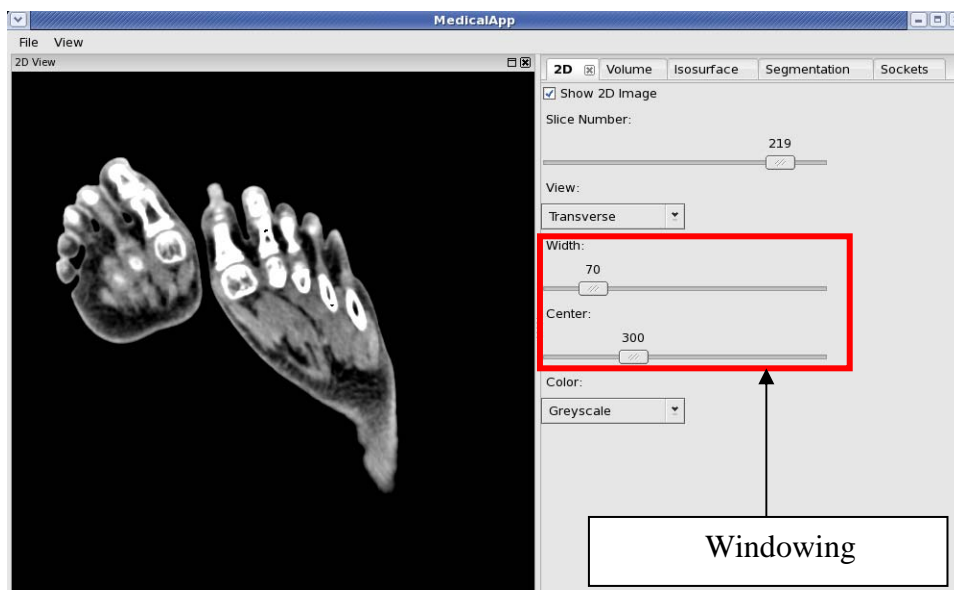 MedicalApp
File View
2D View
2D Volume Isosurface Segmentation Sockets
Show 2D Image
Slice Number:
219
View:
Transverse
Width:
70
Center:
300
Color:
Greyscale
Windowing